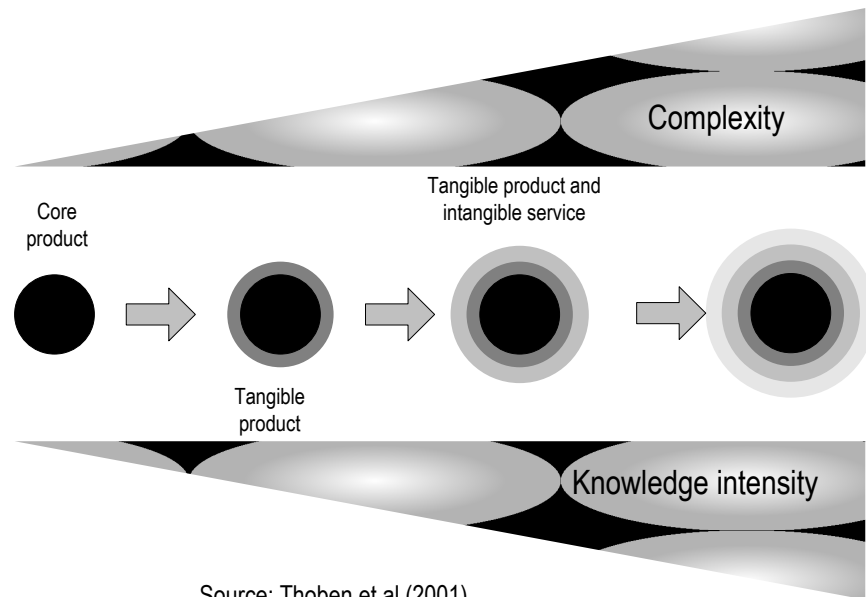 Complexity
Tangible product and
intangible service
Core
product
Tangible
product
Knowledge intensity
Source: Thoben et al (2001)